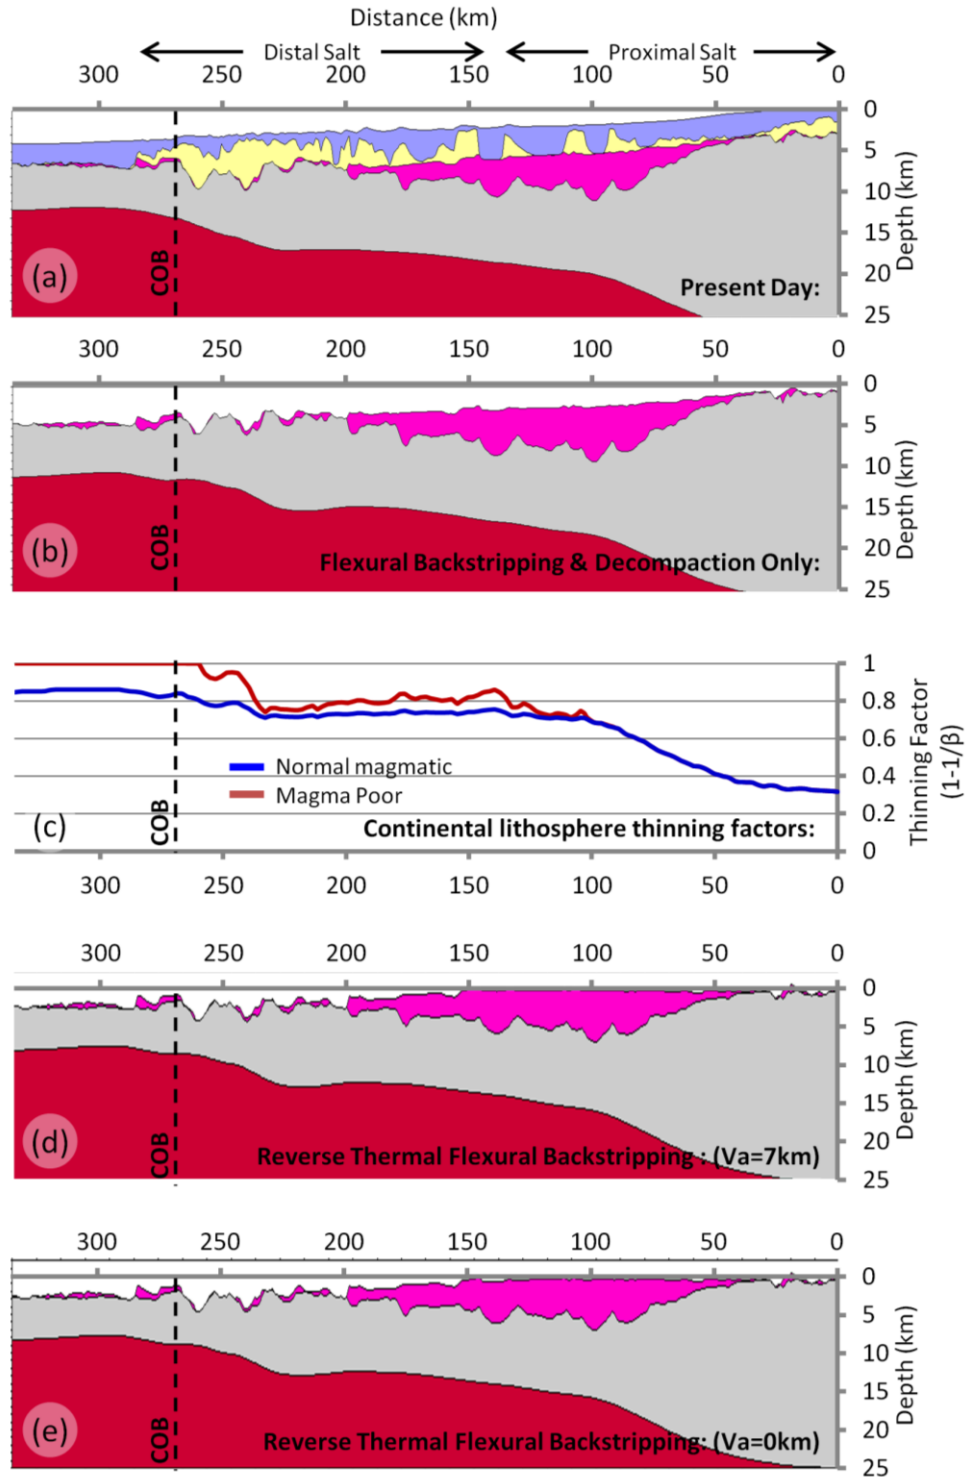 Distance (km)
Distal Salt Proximal Salt
300 250 200 150 100 50 0
0
5
10
15
20
25
Depth (km)
COB
(a)
Present Day:
300 250 200 150 100 50 0
0
5
10
15
20
25
Depth (km)
COB
(b)
Flexural Backstripping & Decompaction Only:
1
0.8
0.6
0.4
0.2
0
Thinning Factor
(1-1/β)
Normal magmatic
Magma Poor
COB
(c)
Continental lithosphere thinning factors:
300 250 200 150 100 50 0
300 250 200 150 100 50 0
0
5
10
15
20
25
Depth (km)
COB
(d)
Reverse Thermal Flexural Backstripping : (Va=7km)
300 250 200 150 100 50 0
0
5
10
15
20
25
Depth (km)
COB
(e)
Reverse Thermal Flexural Backstripping: (Va=0km)